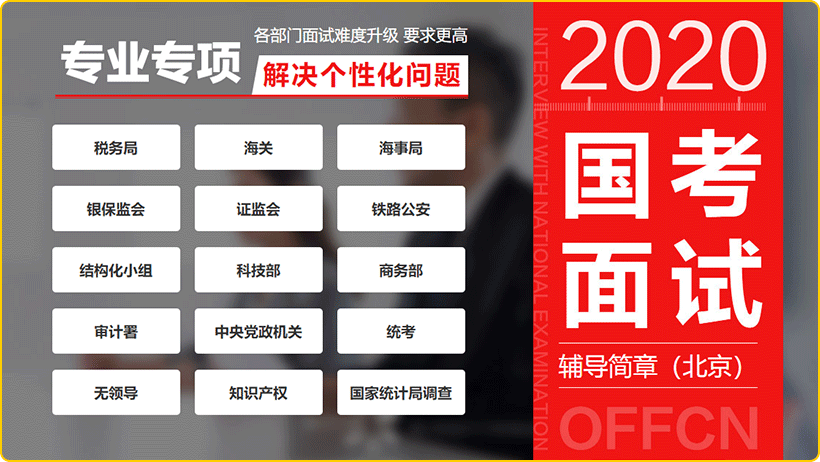 专业专项
各部门面试难度升级 要求更高
解决个性化问题
税务局
海关
海事局
银保监会
证监会
铁路公安
结构化小组
科技部
商务部
审计署
中央党政机关
统考
无领导
知识产权
国家统计局调查
INTERVIEW WITH NATIONAL EXAMINATION
2020
国考
面试
辅导简章（北京）
OFFCN